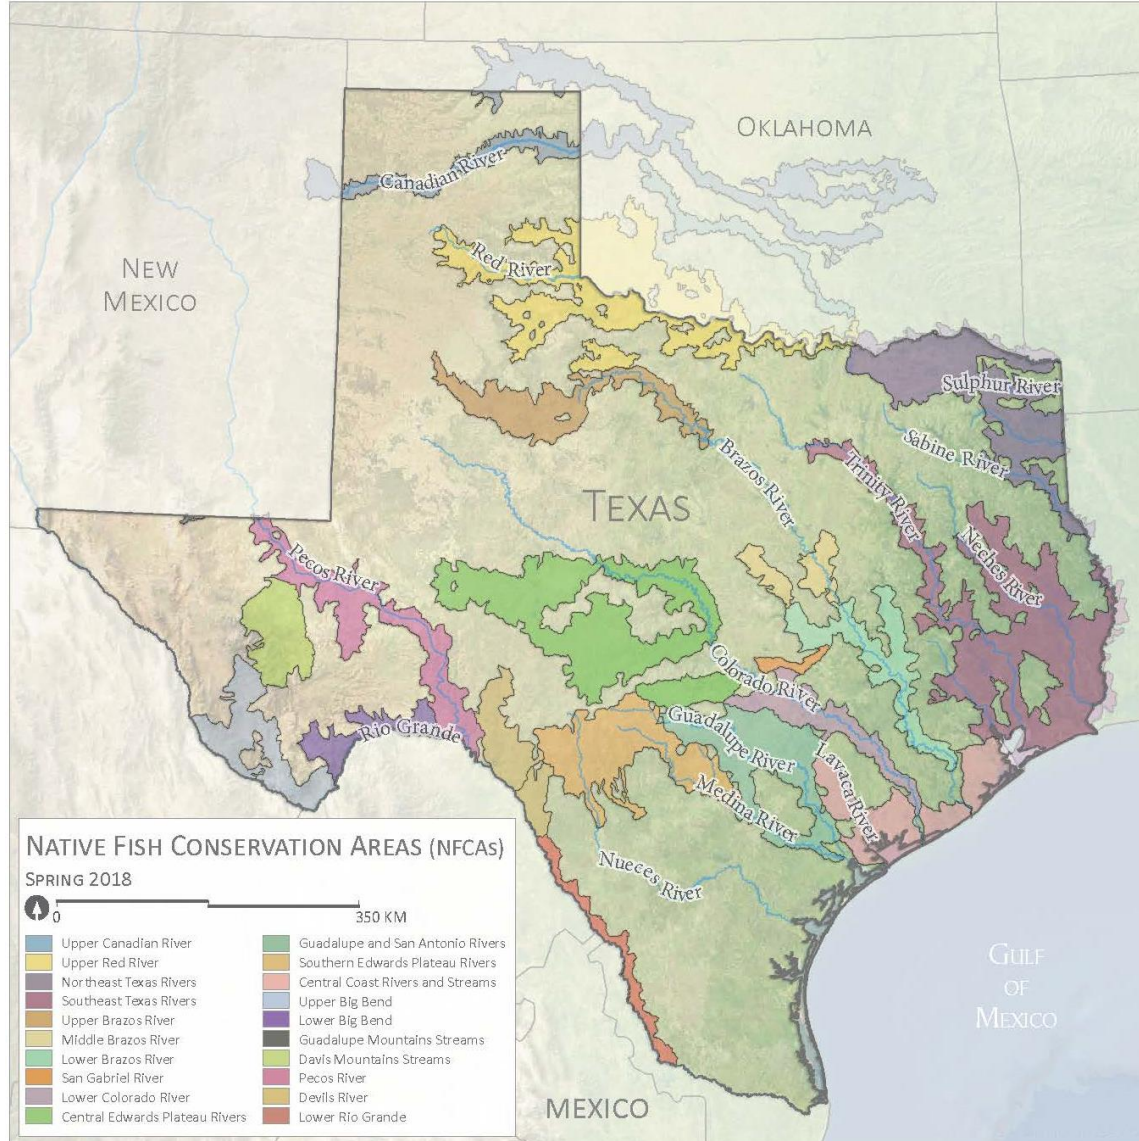 OKLAHOMA
Canadian River
NEW
MEXICO
Red River
Sulphur River
Sabine River
Brazos River
Trinity River
TEXAS
Neches River
Pecos River
Colorado River
Rio Grande
Guadalupe River
Lavaca River
Medina River
Nueces River
GULF
OF
MEXICO
MEXICO
NATIVE FISH CONSERVATION AREAS (NFCAS)
SPRING 2018
0 350 KM
Upper Canadian River
Upper Red River
Northeast Texas Rivers
Southeast Texas Rivers
Upper Brazos River
Middle Brazos River
Lower Brazos River
San Gabriel River
Lower Colorado River
Central Edwards Plateau Rivers
Guadalupe and San Antonio Rivers
Southern Edwards Plateau Rivers
Central Coast Rivers and Streams
Upper Big Bend
Lower Big Bend
Guadalupe Mountains Streams
Davis Mountains Streams
Pecos River
Devils River
Lower Rio Grande